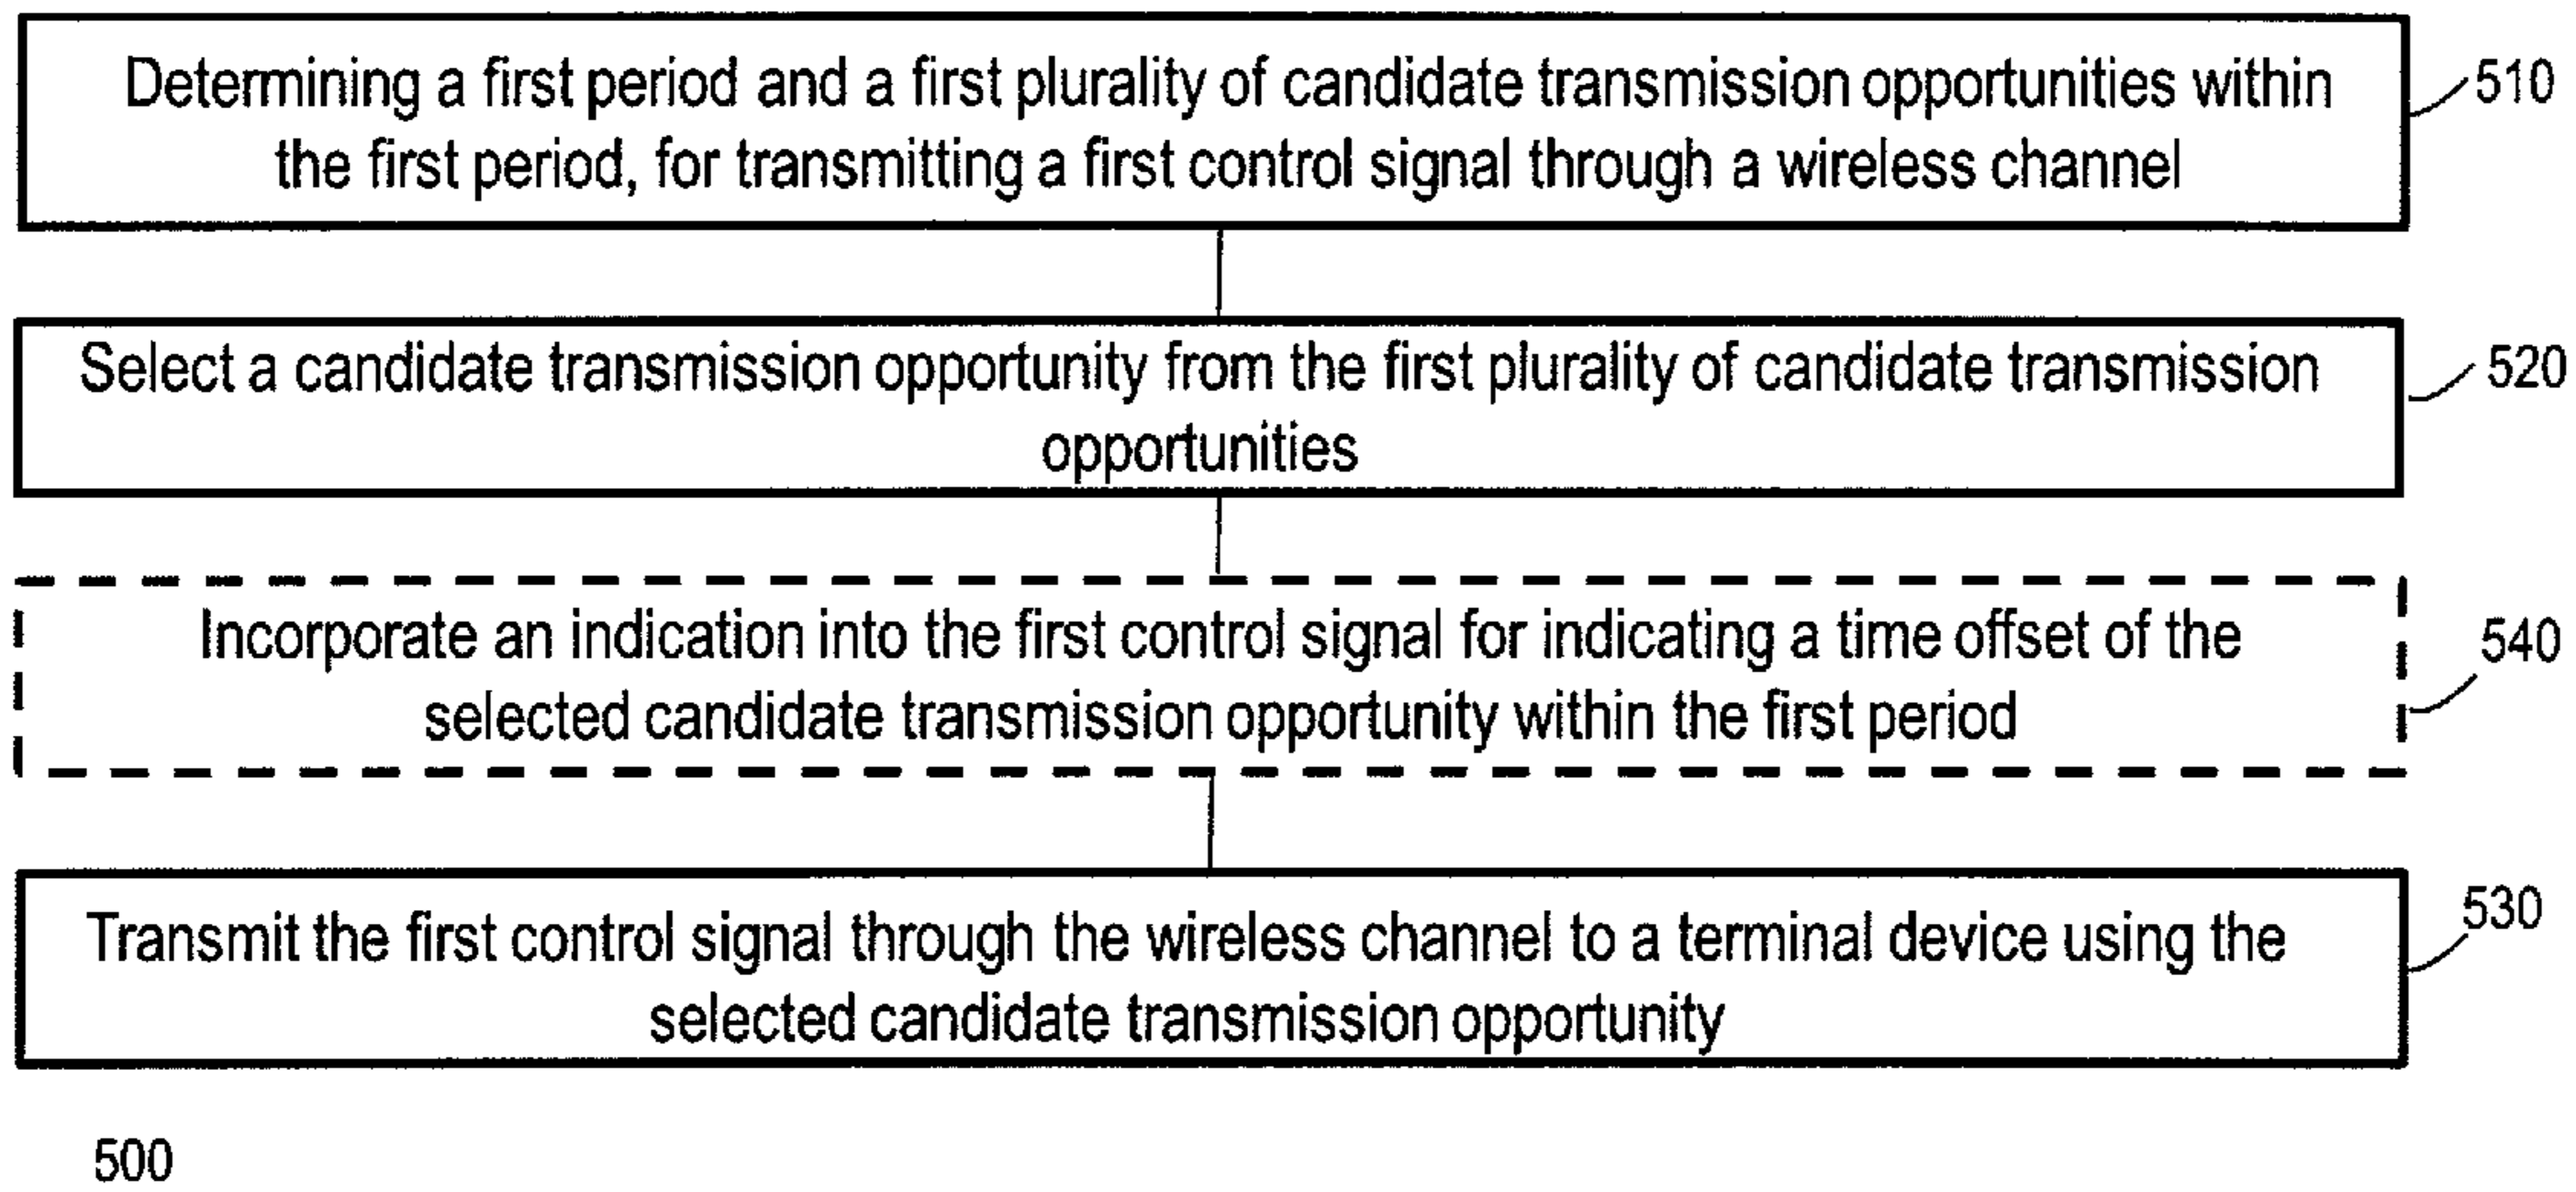 Determining a first period and a first plurality of candidate transmission opportunities within
the first period, for transmitting a first control signal through a wireless channel
510
Select a candidate transmission opportunity from the first plurality of candidate transmission
opportunities
520
Incorporate an indication into the first control signal for indicating a time offset of the
selected candidate transmission opportunity within the first period
540
Transmit the first control signal through the wireless channel to a terminal device using the
selected candidate transmission opportunity
530
500